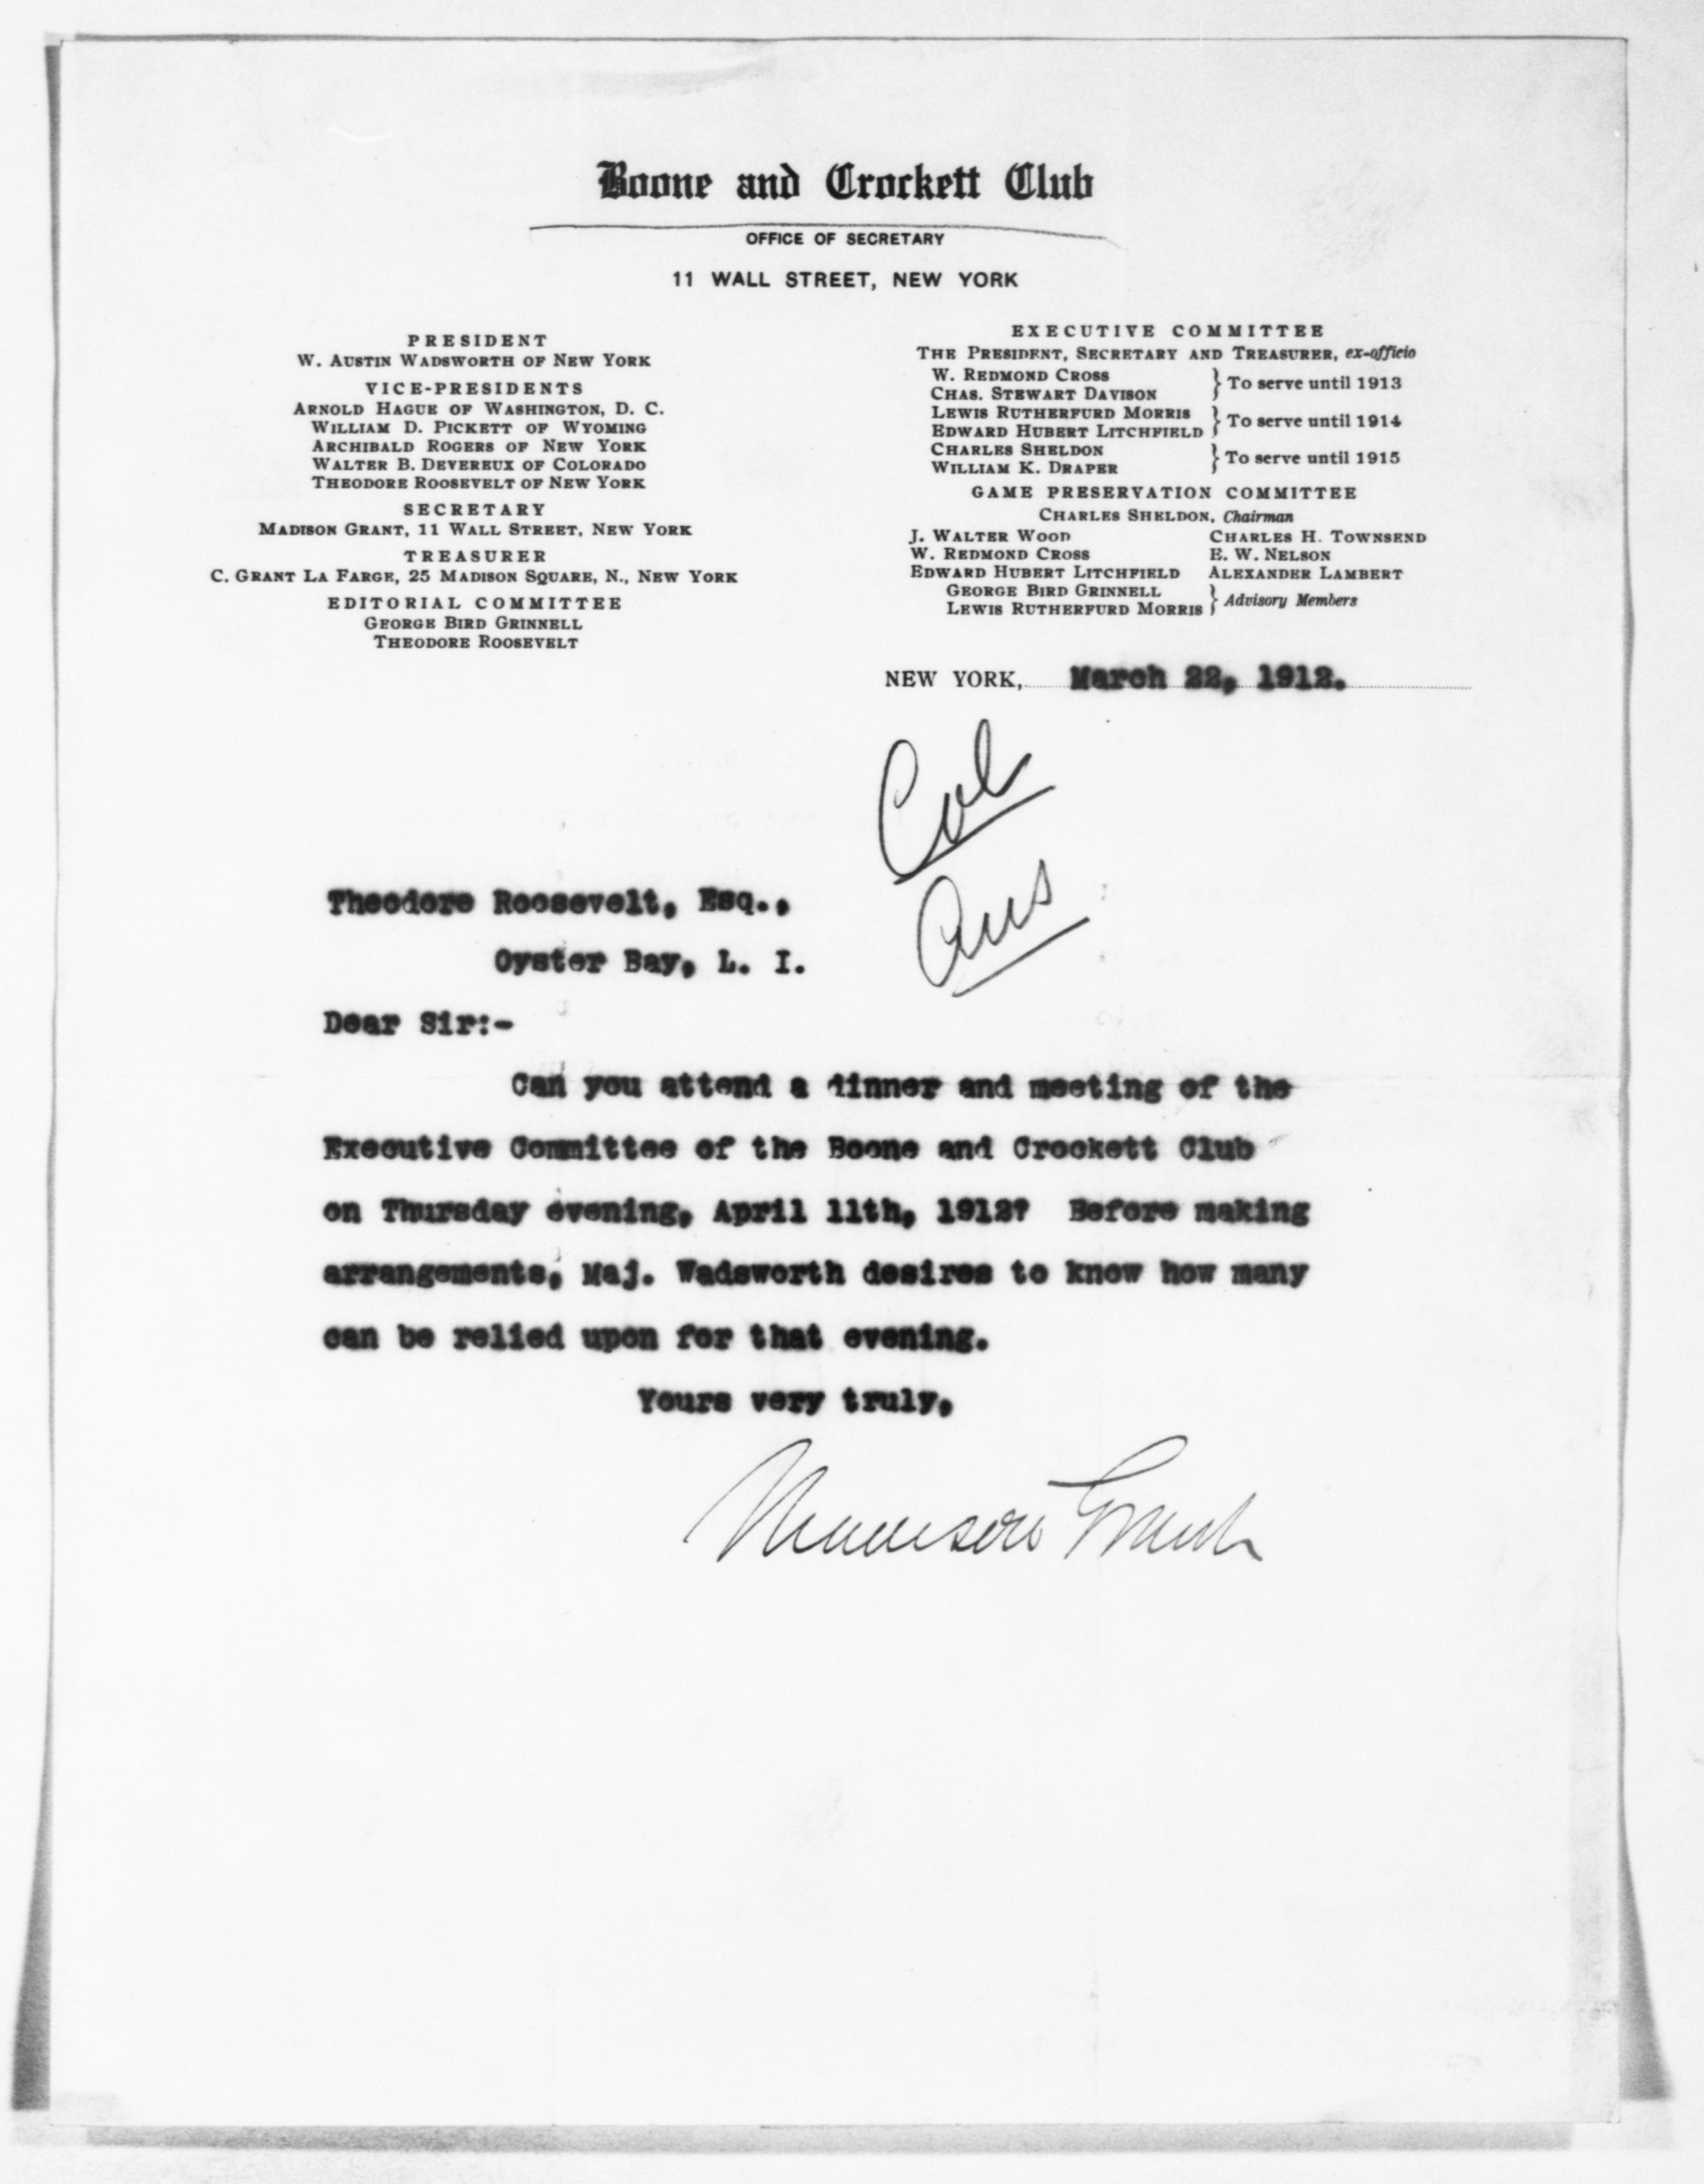 Boone and Crockett Club
OFFICE OF SECRETARY
11 WALL STREET, NEW YORK
PRESIDENT
W. AUSTIN WADSWORTH OF NEW YORK
VICE-PRESIDENTS
ARNOLD HAGUE OF WASHINGTON, D. C.
WILLIAM D. PICKETT OF WYOMING
ARCHIBALD ROGERS OF NEW YORK
WALTER B. DEVEREUX OF COLORADO
THEODORE ROOSEVELT OF NEW YORK
SECRETARY
MADISON GRANT, 11 WALL STREET, NEW YORK
TREASURER
C. GRANT LA FARGE, 25 MADISON SQUARE, N., NEW YORK
EDITORIAL COMMITTEE
GEORGE BIRD GRINNELL
THEODORE ROOSEVELT
EXECUTIVE COMMITTEE
THE PRESIDENT, SECRETARY AND TREASURER, ex-officio
W. REDMOND CROSS
CHAS. STEWART DAVISON
} To serve until 1913
LEWIS RUTHERFURD MORRIS
EDWARD HUBERT LITCHFIELD
} To serve until 1914
CHARLES SHELDON
WILLIAM K. DRAPER
} To serve until 1915
GAME PRESERVATION COMMITTEE
CHARLES SHELDON, Chairman
J. WALTER WOOD CHARLES H. TOWNSEND
W. REDMOND CROSS E. W. NELSON
EDWARD HUBERT LITCHFIELD ALEXANDER LAMBERT
GEORGE BIRD GRINNELL
LEWIS RUTHERFURD MORRIS
} Advisory Members
NEW YORK, March 22, 1912.
Col
Ans
Theodore Roosevelt, Esq.,
Oyster Bay, L. I.
Dear Sir:-
Can you attend a dinner and meeting of the
Executive Committee of the Boone and Crockett Club
on Thursday evening, April 11th, 1912? Before making
arrangements, Maj. Wadsworth desires to know how many
can be relied upon for that evening.
Yours very truly,
Madison Grant